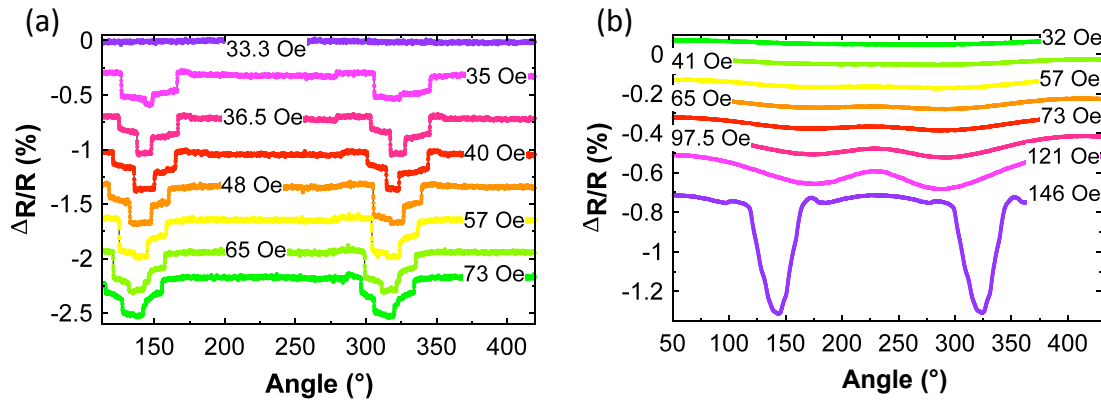 (a)
0
-0.5
-1
-1.5
-2
-2.5
ΔR/R (%)
33.3 Oe
35 Oe
36.5 Oe
40 Oe
48 Oe
57 Oe
65 Oe
73 Oe
150 200 250 300 350 400
Angle (°)
(b)
0
-0.2
-0.4
-0.6
-0.8
-1
-1.2
ΔR/R (%)
32 Oe
41 Oe
57 Oe
65 Oe
73 Oe
97.5 Oe
121 Oe
146 Oe
50 100 150 200 250 300 350 400
Angle (°)